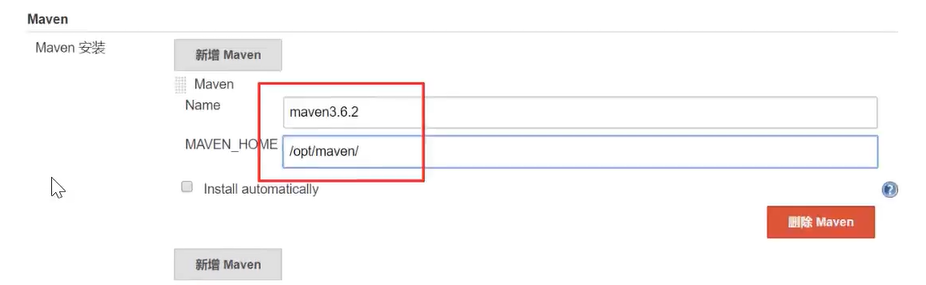 Maven
Maven 安装
新增 Maven
Maven
Name
maven3.6.2
MAVEN_HOME
/opt/maven/
Install automatically
?
删除 Maven
新增 Maven